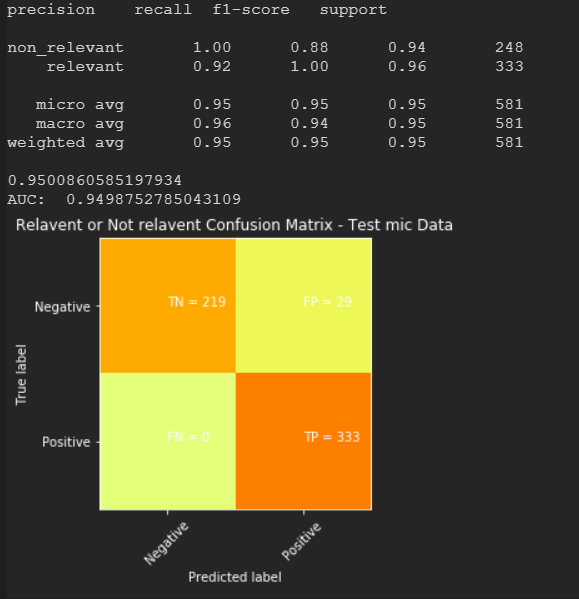 precision recall f1-score support
non_relevant 1.00 0.88 0.94 248
relevant 0.92 1.00 0.96 333
micro avg 0.95 0.95 0.95 581
macro avg 0.96 0.94 0.95 581
weighted avg 0.95 0.95 0.95 581
0.9500860585197934
AUC: 0.9498752785043109
Relavent or Not relavent Confusion Matrix - Test mic Data
Negative
TN = 219
FP = 29
True label
Positive
FN = 0
TP = 333
Negative
Positive
Predicted label